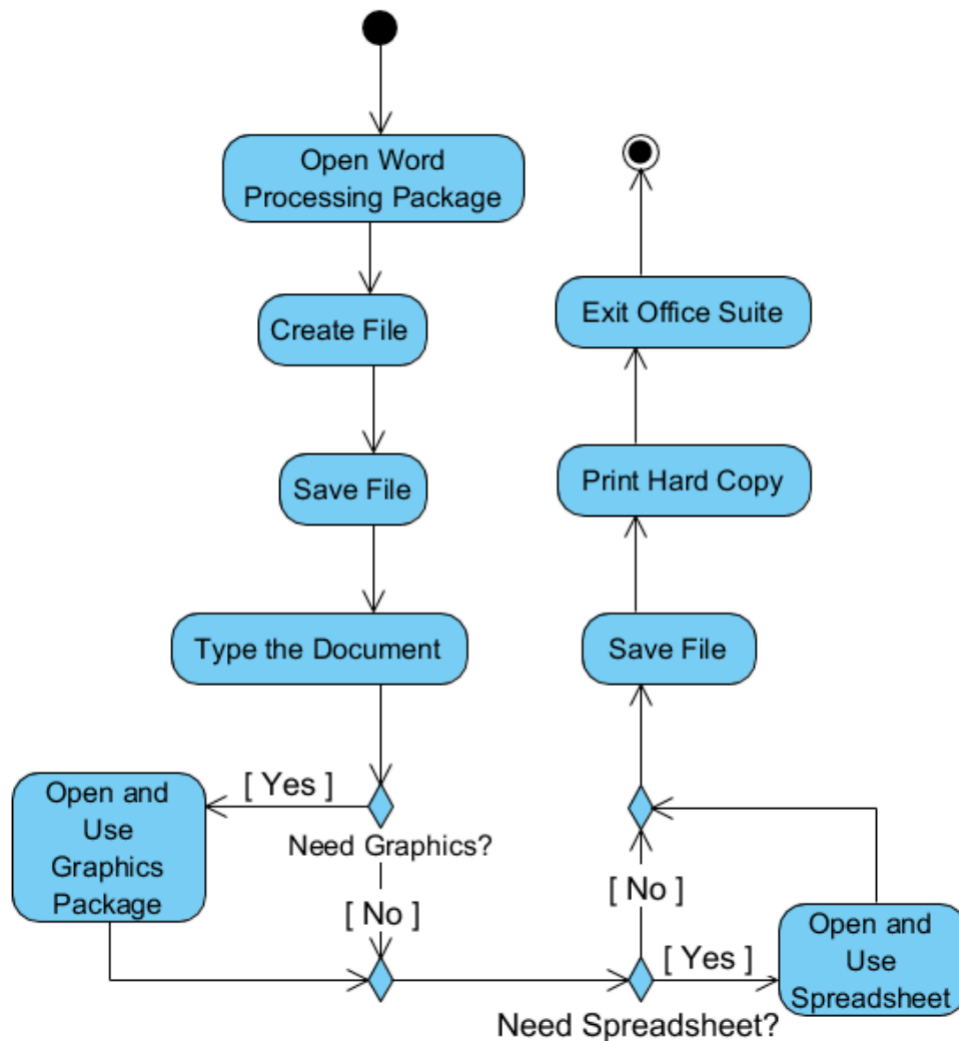 Open Word
Processing Package
Create File
Save File
Type the Document
[ Yes ]
Open and
Use
Graphics
Package
Need Graphics?
[ No ]
Need Spreadsheet?
[ Yes ]
Open and
Use
Spreadsheet
[ No ]
Save File
Print Hard Copy
Exit Office Suite